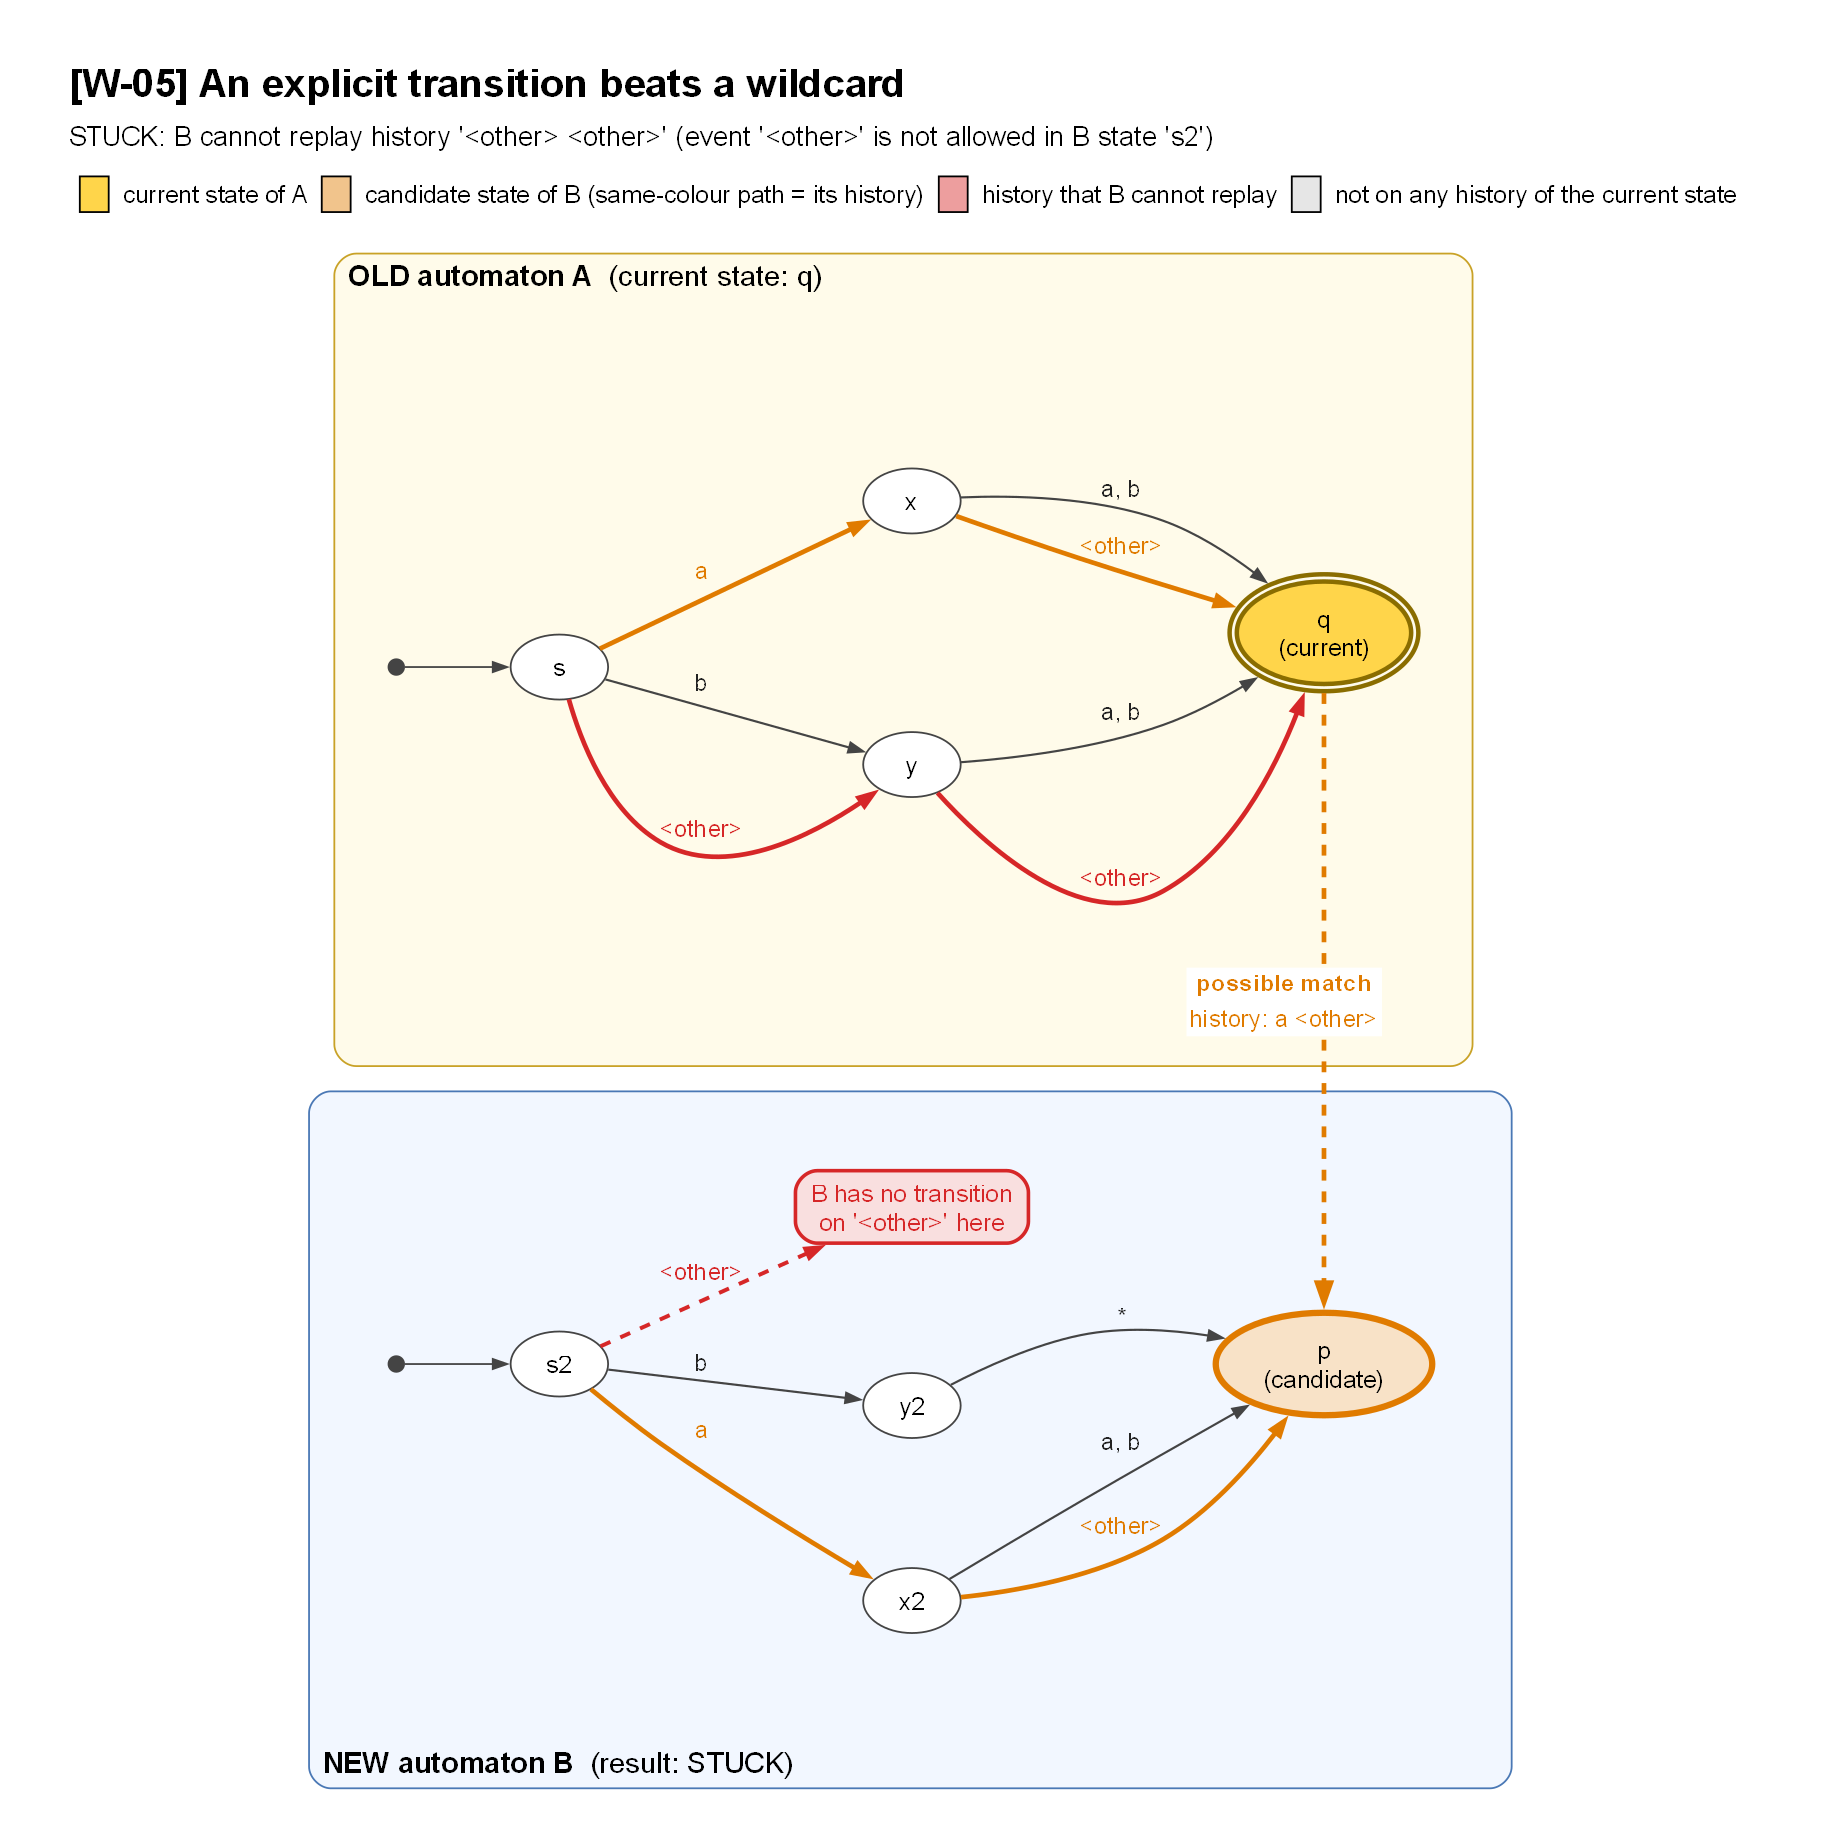 [W-05] An explicit transition beats a wildcard
STUCK: B cannot replay history '<other> <other>' (event '<other>' is not allowed in B state 's2')
current state of A
candidate state of B (same-colour path = its history)
history that B cannot replay
not on any history of the current state
OLD automaton A (current state: q)
x
a, b
<other>
a
q
(current)
s
b
a, b
y
<other>
<other>
possible match
history: a <other>
B has no transition
on '<other>' here
<other>
*
s2
b
p
(candidate)
y2
a
a, b
<other>
x2
NEW automaton B (result: STUCK)